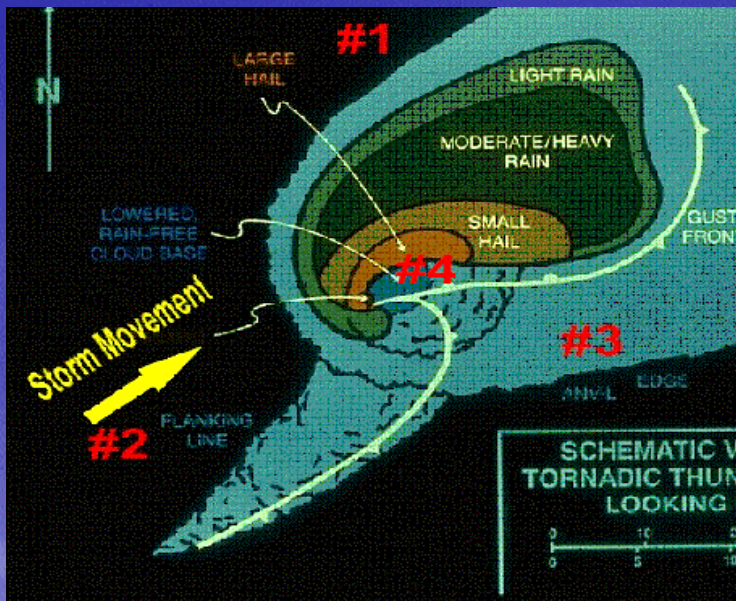 #1
N
LARGE
HAIL
LIGHT RAIN
MODERATE/HEAVY
RAIN
LOWERED,
RAIN-FREE
CLOUD BASE
SMALL
HAIL
GUST
FRONT
#4
Storm Movement
#3
#2
FLANKING
LINE
ANVIL EDGE
SCHEMATIC V
TORNADIC THUN
LOOKING
0 10
0 5 10